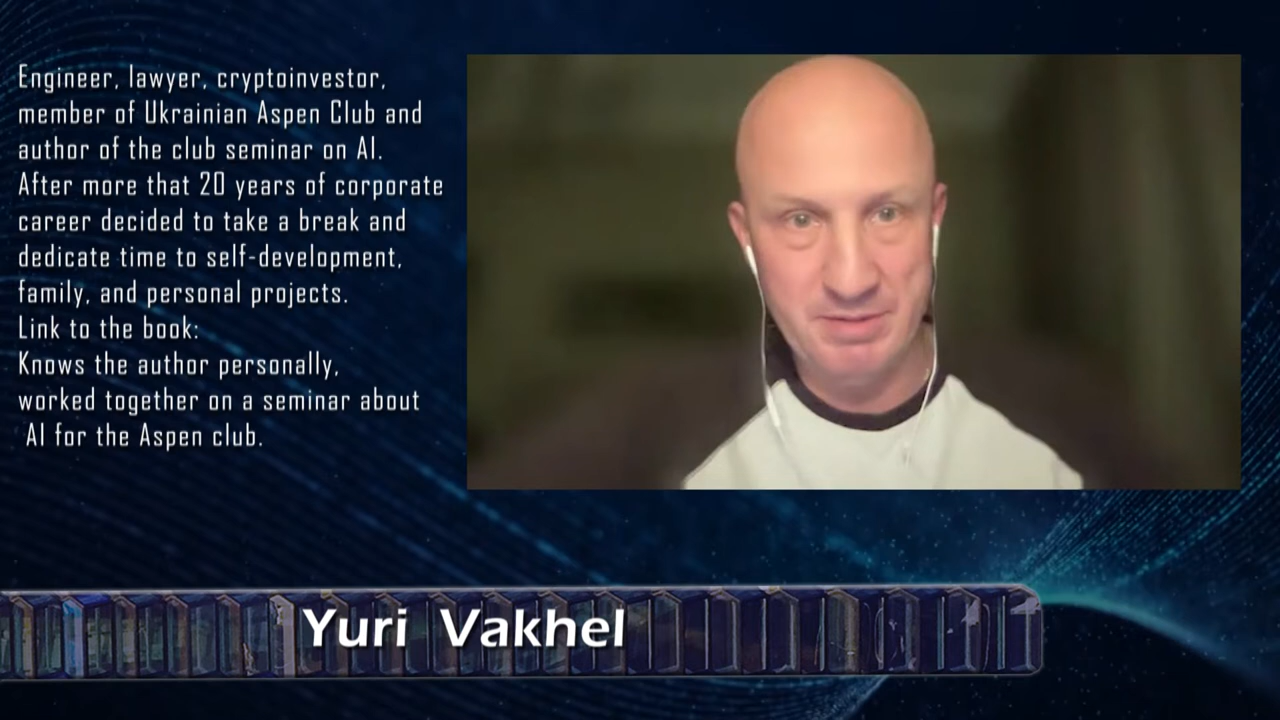 Engineer, lawyer, cryptoinvestor,
member of Ukrainian Aspen Club and
author of the club seminar on AI.
After more that 20 years of corporate
career decided to take a break and
dedicate time to self-development,
family, and personal projects.
Link to the book:
Knows the author personally,
worked together on a seminar about
AI for the Aspen club.
Yuri Vakhel